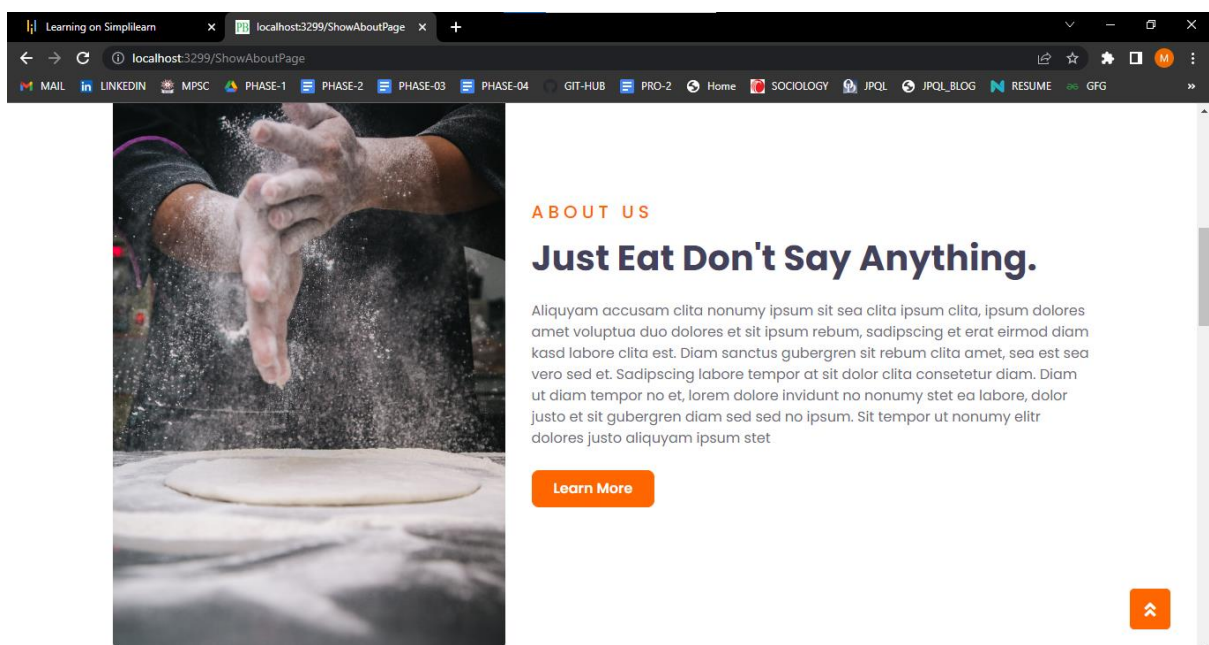 Learning on Simplilearn
PB localhost:3299/ShowAboutPage
localhost:3299/ShowAboutPage
M
MAIL in LINKEDIN MPSC PHASE-1 PHASE-2 PHASE-03 PHASE-04 GIT-HUB PRO-2 Home SOCIOLOGY JPQL JPQL_BLOG RESUME GFG »
ABOUT US
Just Eat Don't Say Anything.
Aliquyam accusam clita nonumy ipsum sit sea clita ipsum clita, ipsum dolores
amet voluptua duo dolores et sit ipsum rebum, sadipscing et erat eirmod diam
kasd labore clita est. Diam sanctus gubergren sit rebum clita amet, sea est sea
vero sed et. Sadipscing labore tempor at sit dolor clita consetetur diam. Diam
ut diam tempor no et, lorem dolore invidunt no nonumy stet ea labore, dolor
justo et sit gubergren diam sed sed no ipsum. Sit tempor ut nonumy elitr
dolores justo aliquyam ipsum stet
Learn More